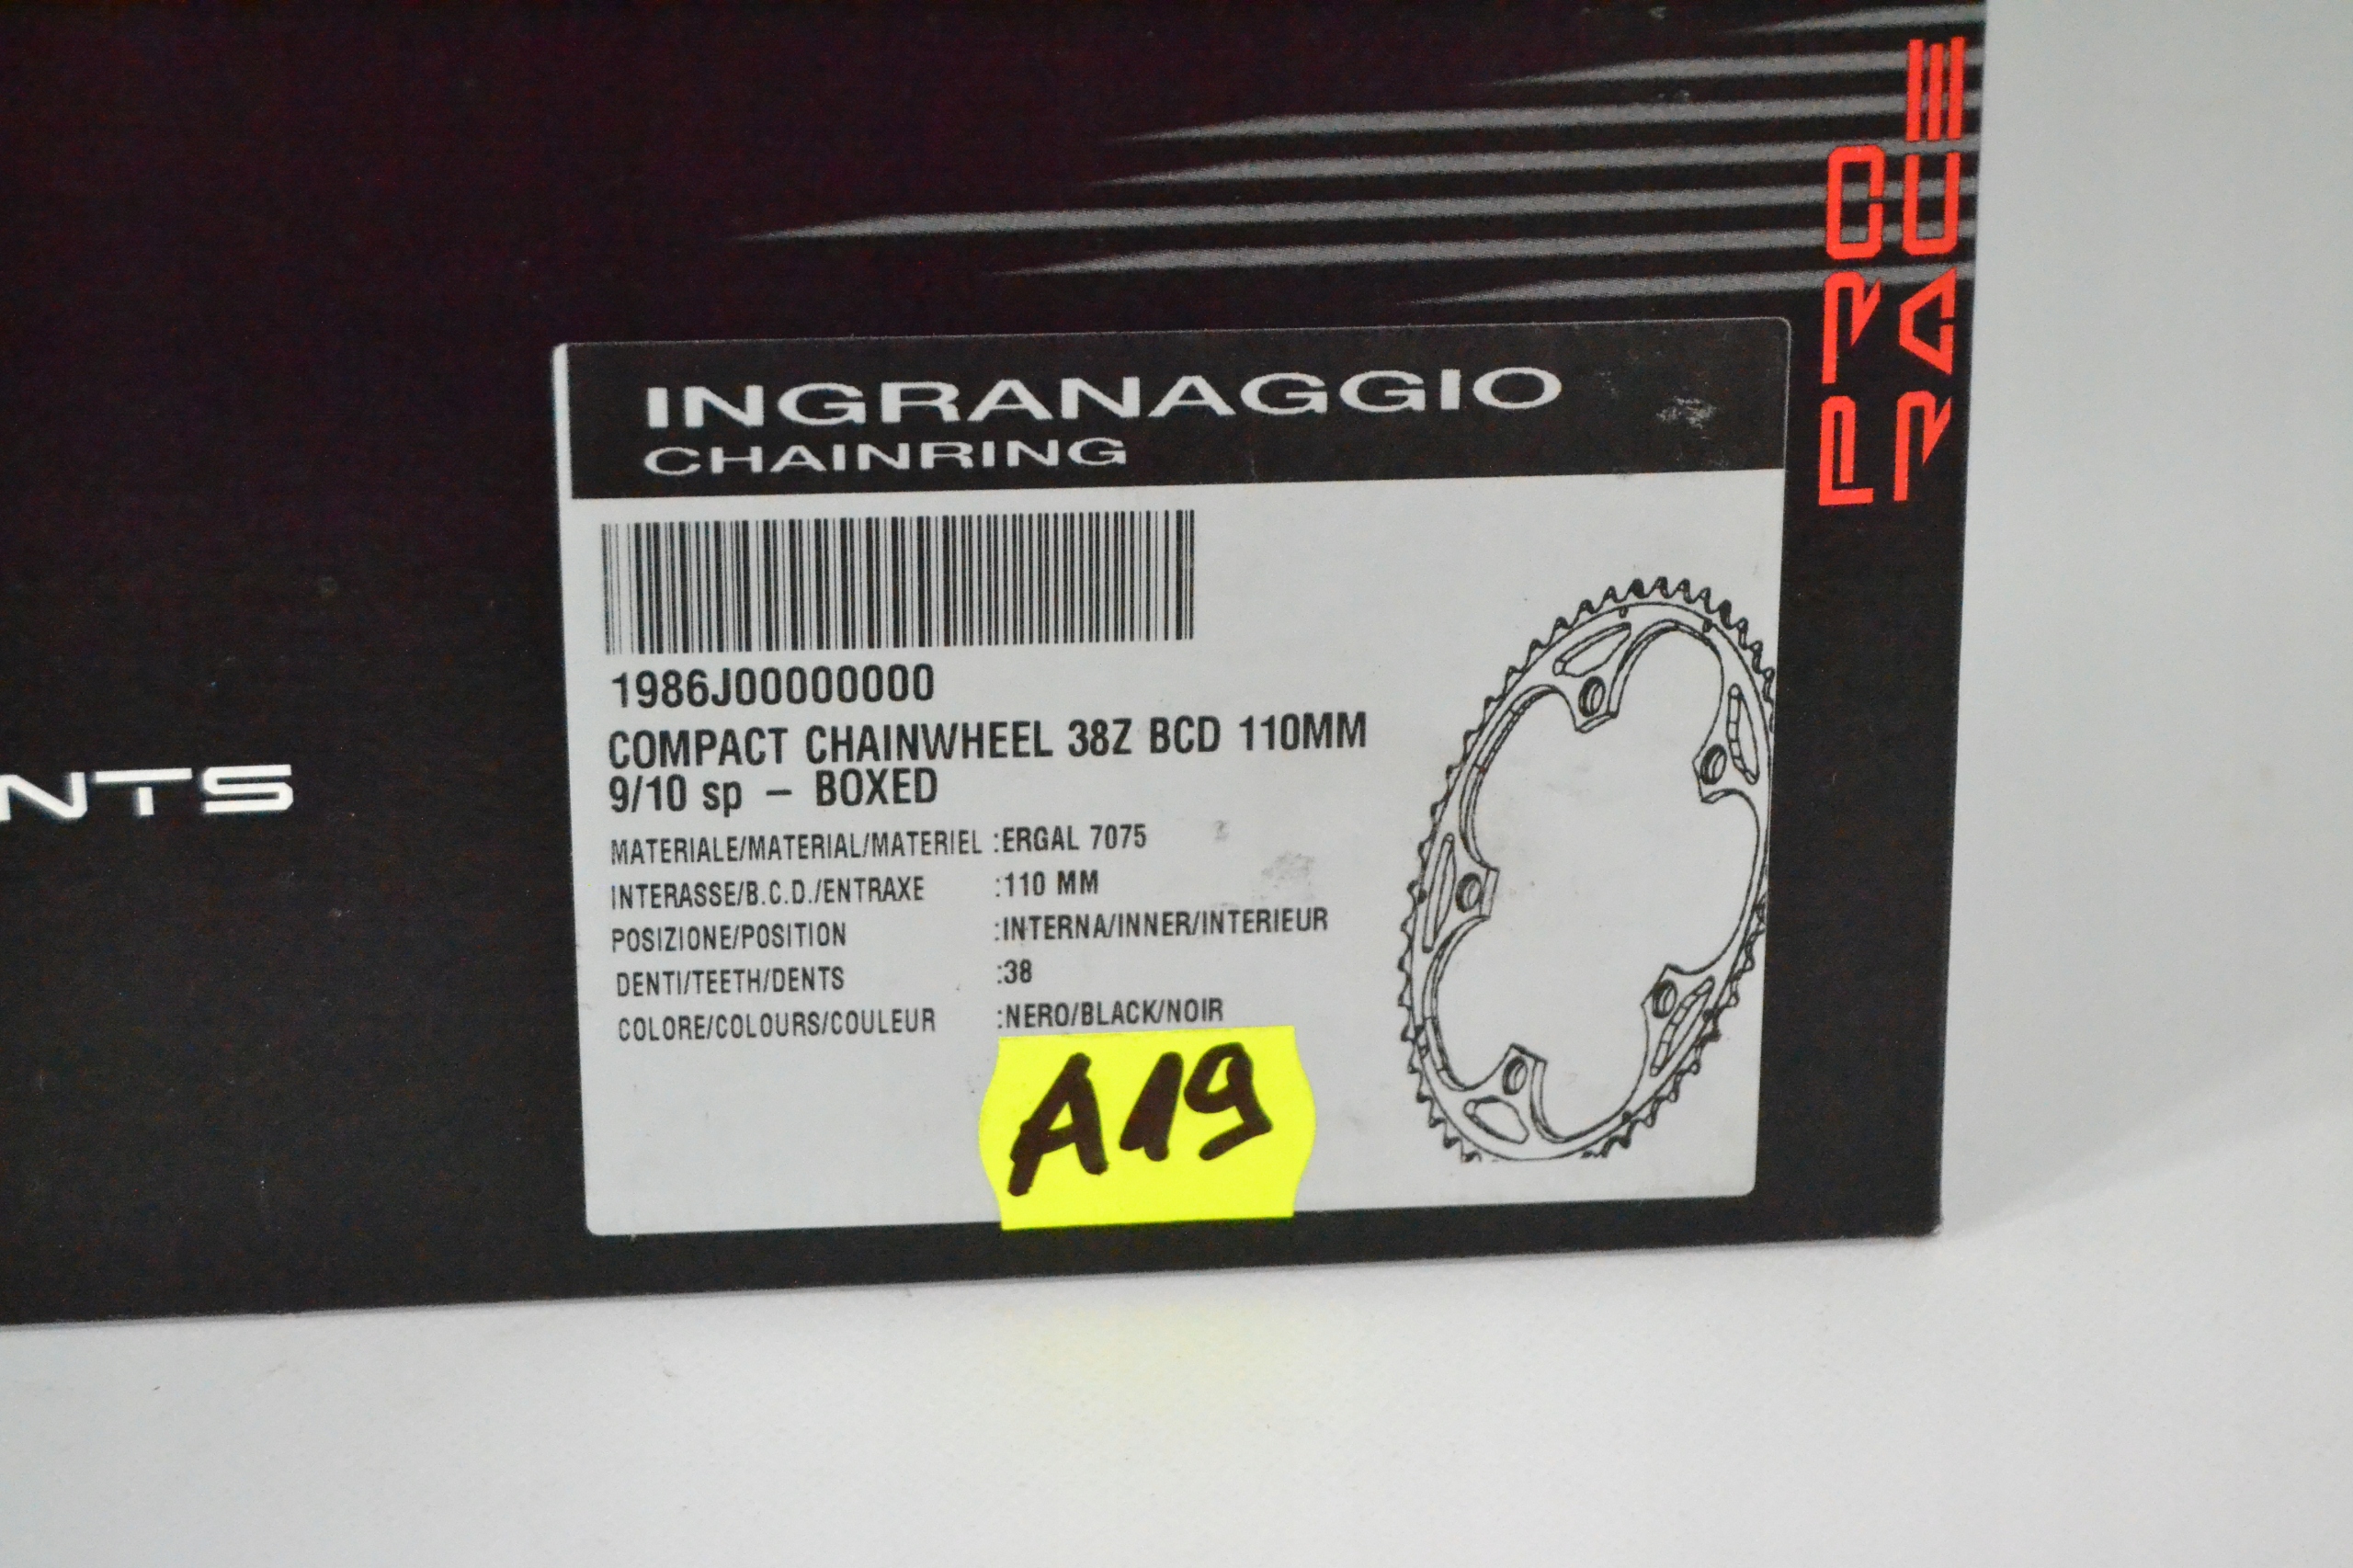 PRO
RACE
INGRANAGGIO
CHAINRING
1986J00000000
COMPACT CHAINWHEEL 38Z BCD 110MM
9/10 sp – BOXED
MATERIALE/MATERIAL/MATERIEL :ERGAL 7075
INTERASSE/B.C.D./ENTRAXE :110 MM
POSIZIONE/POSITION :INTERNA/INNER/INTERIEUR
DENTI/TEETH/DENTS :38
COLORE/COLOURS/COULEUR :NERO/BLACK/NOIR
A19
NTS